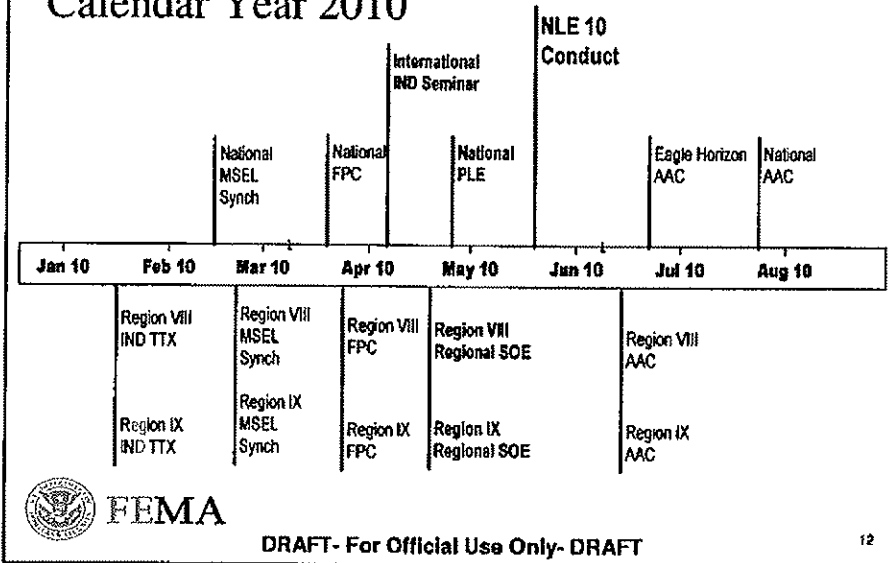 Calendar Year 2010
NLE 10
Conduct
International
IND Seminar
National
MSEL
Synch
National
FPC
National
PLE
Eagle Horizon
AAC
National
AAC
Jan 10 Feb 10 Mar 10 Apr 10 May 10 Jun 10 Jul 10 Aug 10
Region VIII
IND TTX
Region VIII
MSEL
Synch
Region VIII
FPC
Region VIII
Regional SOE
Region VIII
AAC
Region IX
IND TTX
Region IX
MSEL
Synch
Region IX
FPC
Region IX
Regional SOE
Region IX
AAC
FEMA
DRAFT- For Official Use Only- DRAFT
12